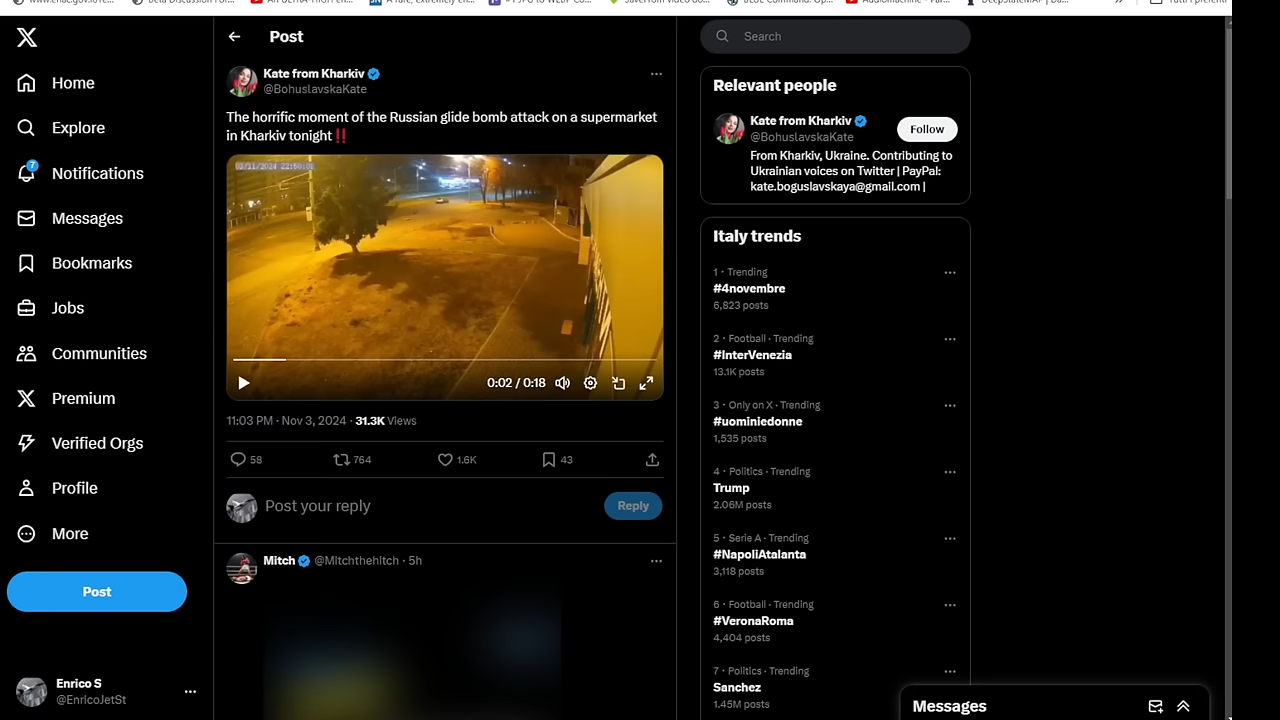 Post
Kate from Kharkiv
@BohuslavskaKate
The horrific moment of the Russian glide bomb attack on a supermarket
in Kharkiv tonight‼️
0:02 / 0:18
11:03 PM · Nov 3, 2024 · 31.3K Views
58
764
1.6K
43
Post your reply
Reply
Mitch @Mitchthehitch · 5h
Home
Explore
7
Notifications
Messages
Bookmarks
Jobs
Communities
Premium
Verified Orgs
Profile
More
Post
Enrico S
@EnricoJetSt
Search
Relevant people
Kate from Kharkiv
@BohuslavskaKate
Follow
From Kharkiv, Ukraine. Contributing to
Ukrainian voices on Twitter | PayPal:
kate.boguslavskaya@gmail.com |
Italy trends
1 · Trending
#4novembre
6,823 posts
2 · Football · Trending
#InterVenezia
13.1K posts
3 · Only on X · Trending
#uominiedonne
1,535 posts
4 · Politics · Trending
Trump
2.06M posts
5 · Serie A · Trending
#NapoliAtalanta
3,118 posts
6 · Football · Trending
#VeronaRoma
4,404 posts
7 · Politics · Trending
Sanchez
1.45M posts
Messages